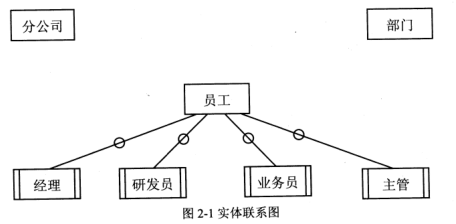 分公司 部门
员工
经理 研发员 业务员 主管
图 2-1 实体联系图